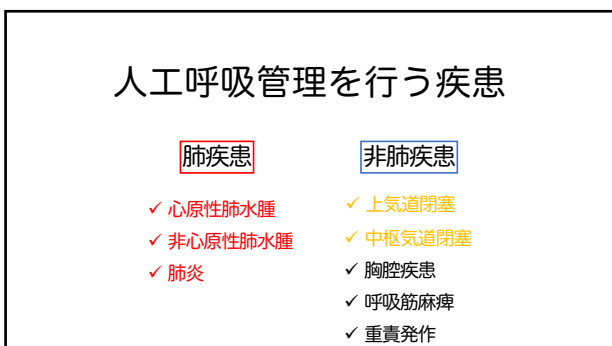 人工呼吸管理を行う疾患
肺疾患
✓ 心原性肺水腫
✓ 非心原性肺水腫
✓ 肺炎
非肺疾患
✓ 上気道閉塞
✓ 中枢気道閉塞
✓ 胸腔疾患
✓ 呼吸筋麻痺
✓ 重責発作